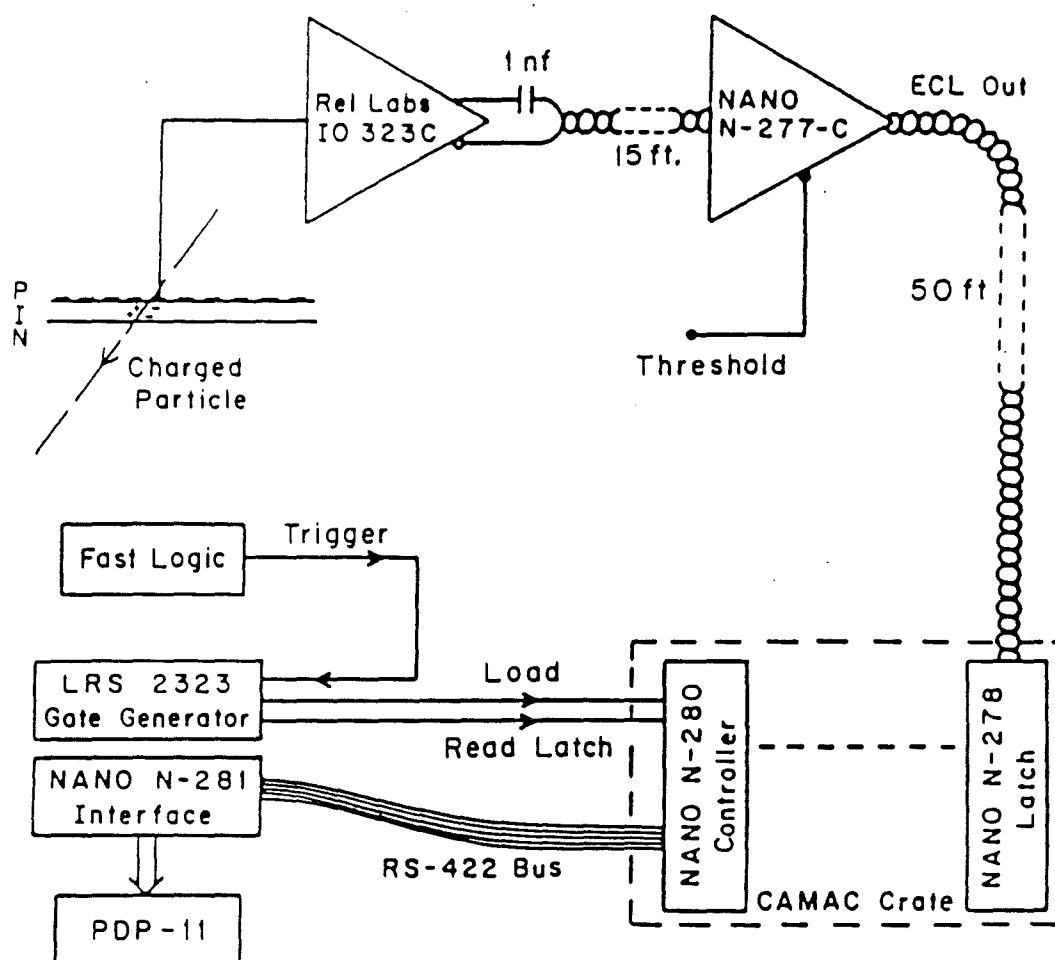 1 nf
Rel Labs
IO 323C
NANO
N-277-C
ECL Out
15 ft.
50 ft
P
I
N
Charged
Particle
Threshold
Fast Logic
Trigger
LRS 2323
Gate Generator
Load
Read Latch
NANO N-281
Interface
RS-422 Bus
PDP-11
NANO N-280
Controller
NANO N-278
Latch
CAMAC Crate